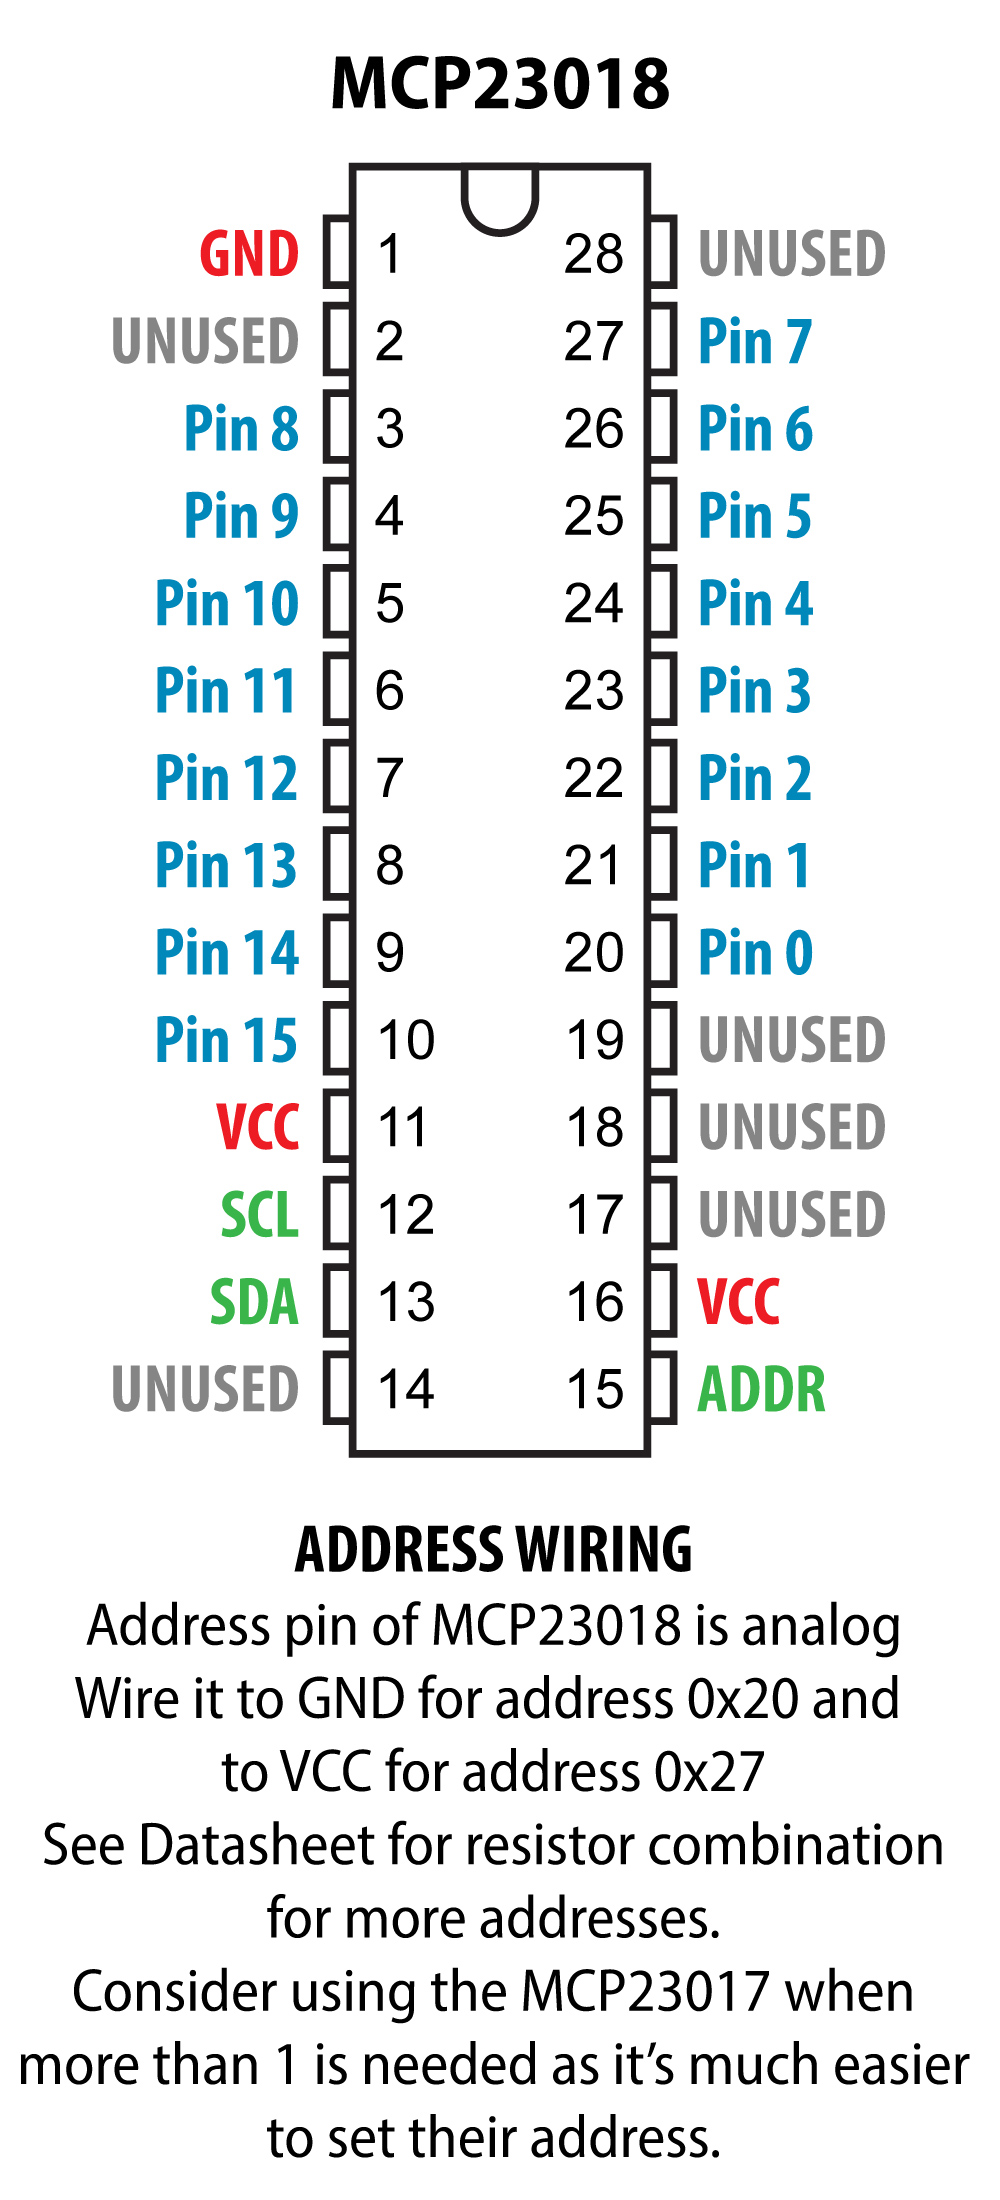 MCP23018
GND 1 28 UNUSED
UNUSED 2 27 Pin 7
Pin 8 3 26 Pin 6
Pin 9 4 25 Pin 5
Pin 10 5 24 Pin 4
Pin 11 6 23 Pin 3
Pin 12 7 22 Pin 2
Pin 13 8 21 Pin 1
Pin 14 9 20 Pin 0
Pin 15 10 19 UNUSED
VCC 11 18 UNUSED
SCL 12 17 UNUSED
SDA 13 16 VCC
UNUSED 14 15 ADDR
ADDRESS WIRING
Address pin of MCP23018 is analog
Wire it to GND for address 0x20 and
to VCC for address 0x27
See Datasheet for resistor combination
for more addresses.
Consider using the MCP23017 when
more than 1 is needed as it’s much easier
to set their address.